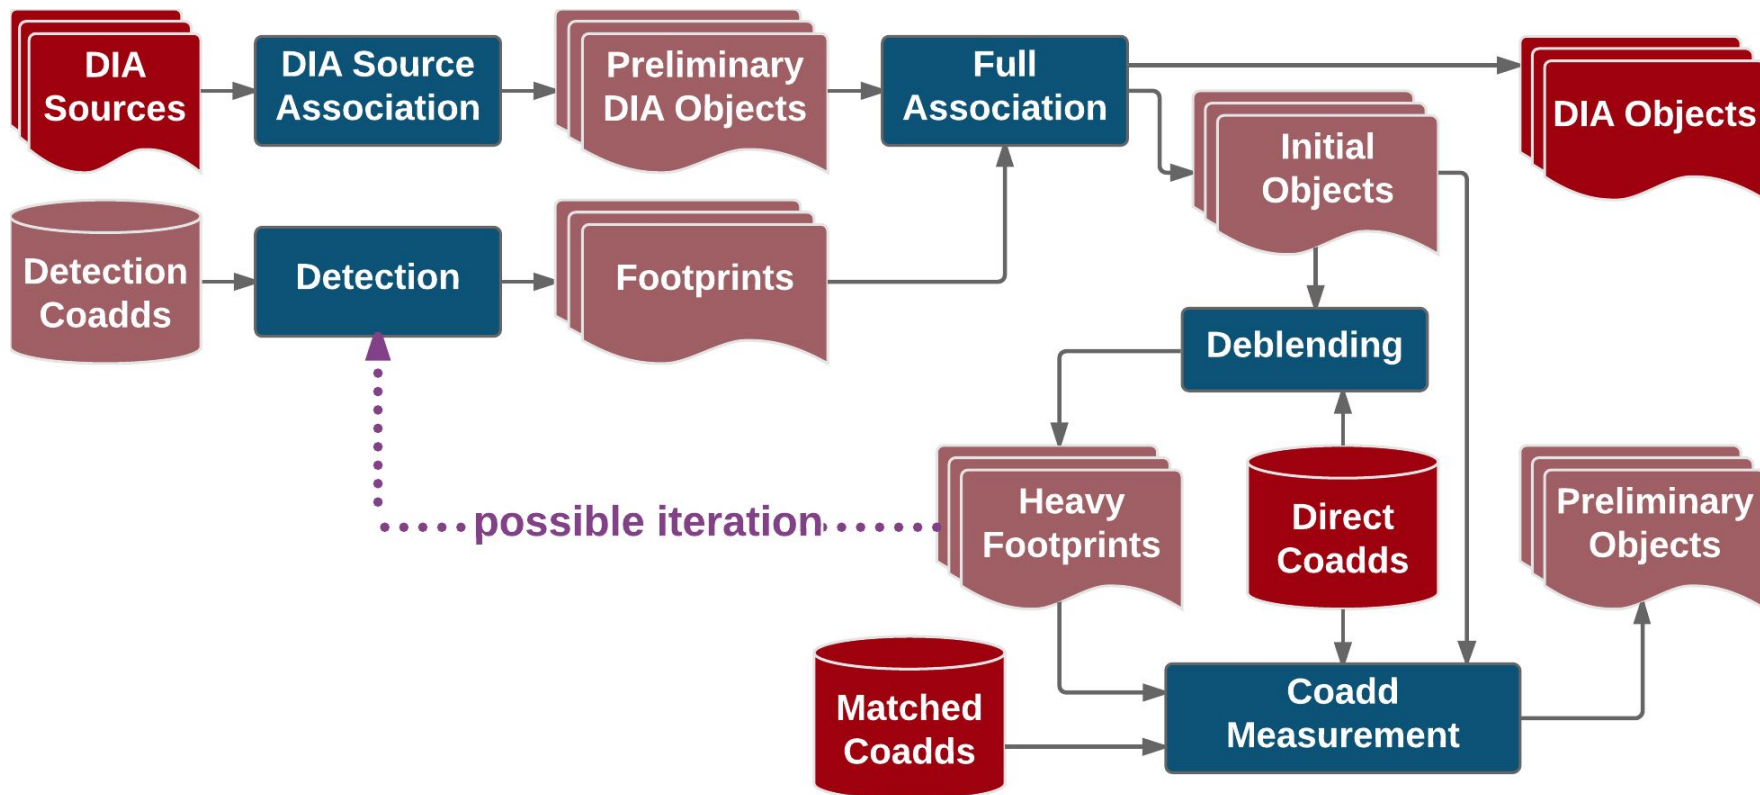 DIA
Sources
DIA Source
Association
Preliminary
DIA Objects
Full
Association
DIA Objects
Initial
Objects
Detection
Coadds
Detection
Footprints
Deblending
possible iteration
Heavy
Footprints
Direct
Coadds
Preliminary
Objects
Matched
Coadds
Coadd
Measurement